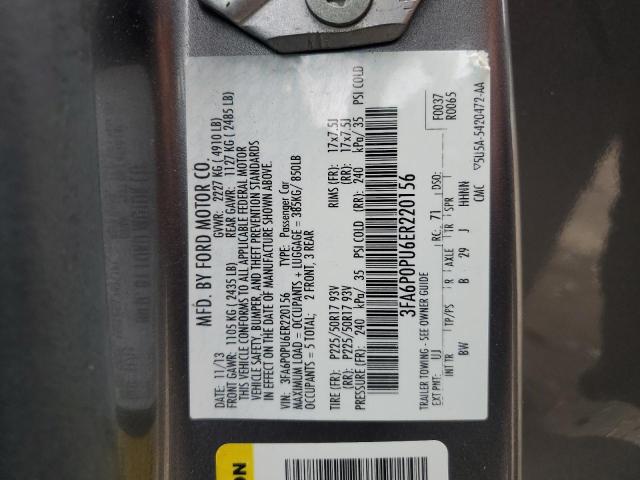 MFD. BY FORD MOTOR CO.
DATE: 11/13 GVWR: 2227 KG (4910 LB)
FRONT GAWR: 1105 KG (2435 LB) REAR GAWR: 1127 KG (2485 LB)
THIS VEHICLE CONFORMS TO ALL APPLICABLE FEDERAL MOTOR
VEHICLE SAFETY, BUMPER, AND THEFT PREVENTION STANDARDS
IN EFFECT ON THE DATE OF MANUFACTURE SHOWN ABOVE.
VIN: 3FA6P0PU6ER220156 TYPE: Passenger Car
MAXIMUM LOAD = OCCUPANTS + LUGGAGE = 385KG/ 850LB
OCCUPANTS = 5 TOTAL; 2 FRONT, 3 REAR
TIRE (FR): P225/50R17 93V RIMS (FR): 17x7.5J
(RR): P225/50R17 93V (RR): 17x7.5J
PRESSURE (FR): 240 kPa/ 35 PSI COLD (RR): 240 kPa/ 35 PSI COLD
3FA6P0PU6ER220156
TRAILER TOWING - SEE OWNER GUIDE
F0037
R0065
EXT PNT: UJ RC: 71 DSO:
INT TR TP/PS R AXLE TR SPR
BW B 29 J HHNIN
CMC 5U5A-5420472-AA
ON